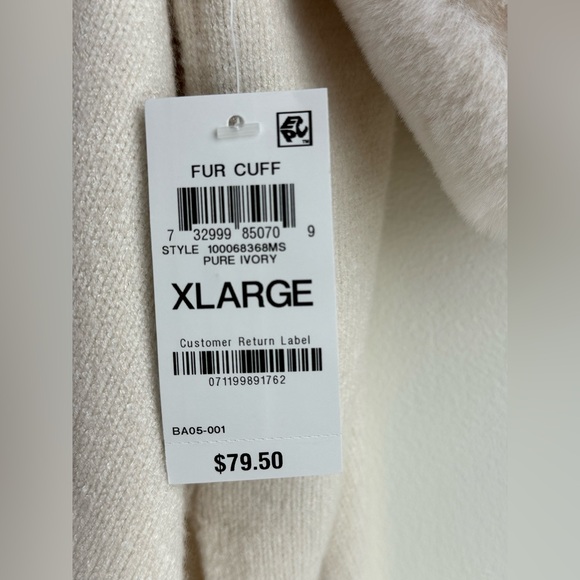 EPC™
FUR CUFF
7 32999 85070 9
STYLE 100068368MS
PURE IVORY
XLARGE
Customer Return Label
071199891762
BA05-001
$79.50